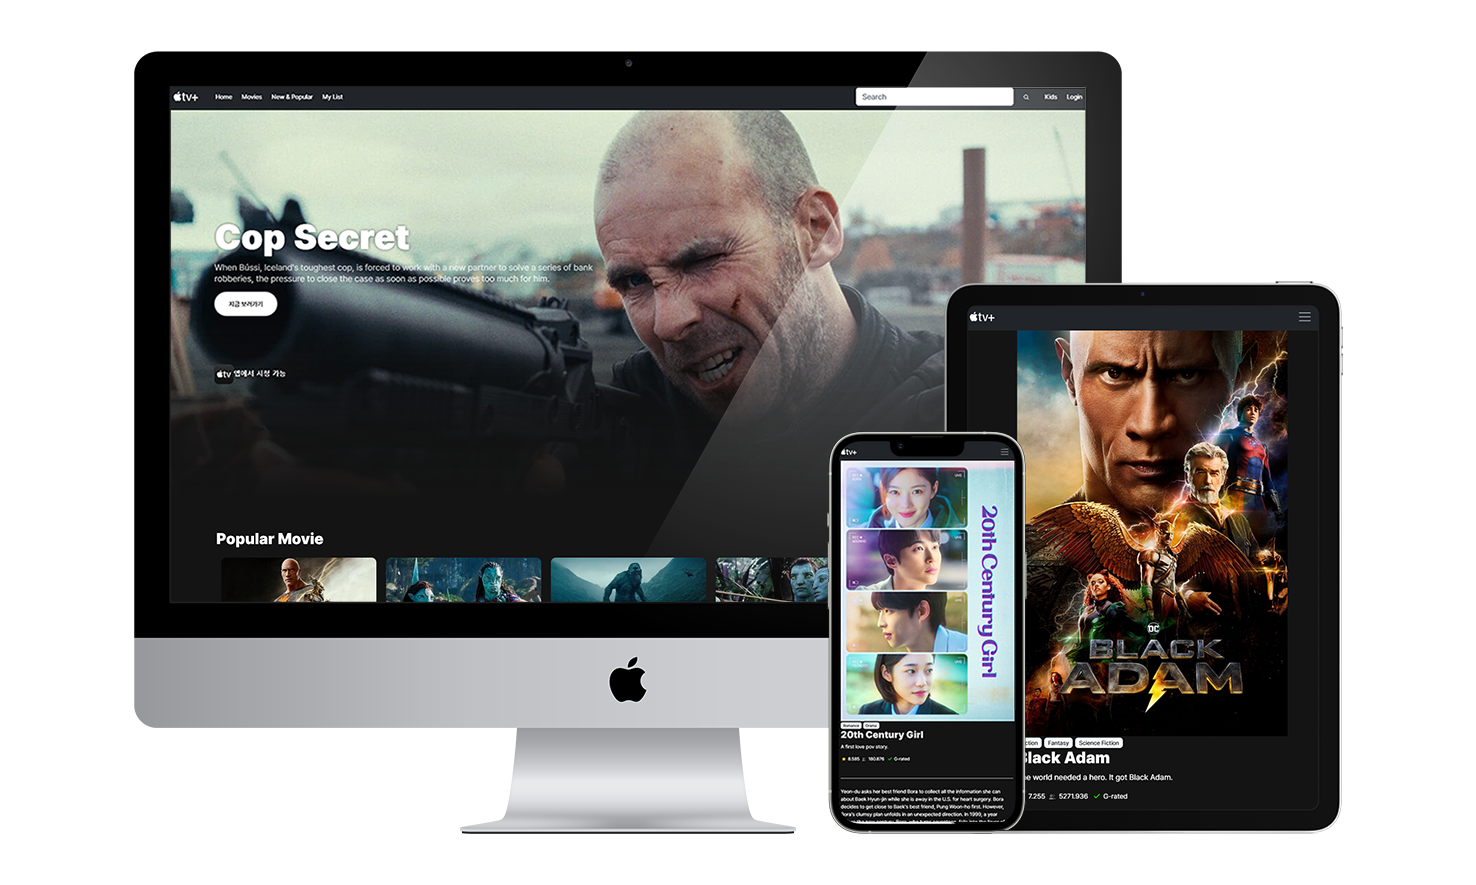 tv+
Home Movies New & Popular My List
Search
Kids Login
Cop Secret
When Bússi, Iceland's toughest cop, is forced to work with a new partner to solve a series of bank
robberies, the pressure to close the case as soon as possible proves too much for him.
지금 보러가기
tv 앱에서 시청 가능
Popular Movie
tv+
20th Century Girl
Romance Drama
20th Century Girl
A first love pov story.
8.585 180.876 G-rated
Yeon-du asks her best friend Bora to collect all the information she can
about Baek Hyun-jin while she is away in the U.S. for heart surgery. Bora
decides to get close to Baek's best friend, Pung Woon-ho first. However,
Bora's clumsy plan unfolds in an unexpected direction. In 1999, a year
tv+
DC
BLACK
ADAM
ction Fantasy Science Fiction
Black Adam
he world needed a hero. It got Black Adam.
7.255 5271.936 G-rated